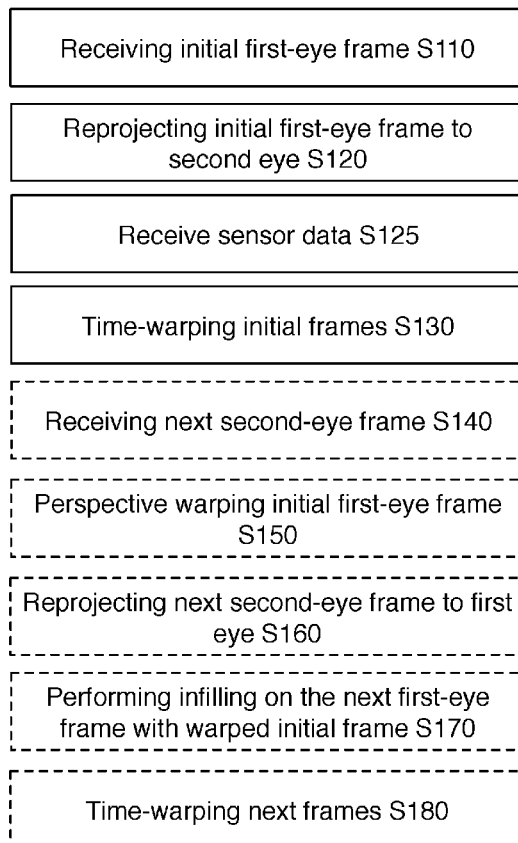 Receiving initial first-eye frame S110
Reprojecting initial first-eye frame to
second eye S120
Receive sensor data S125
Time-warping initial frames S130
Receiving next second-eye frame S140
Perspective warping initial first-eye frame
S150
Reprojecting next second-eye frame to first
eye S160
Performing infilling on the next first-eye
frame with warped initial frame S170
Time-warping next frames S180